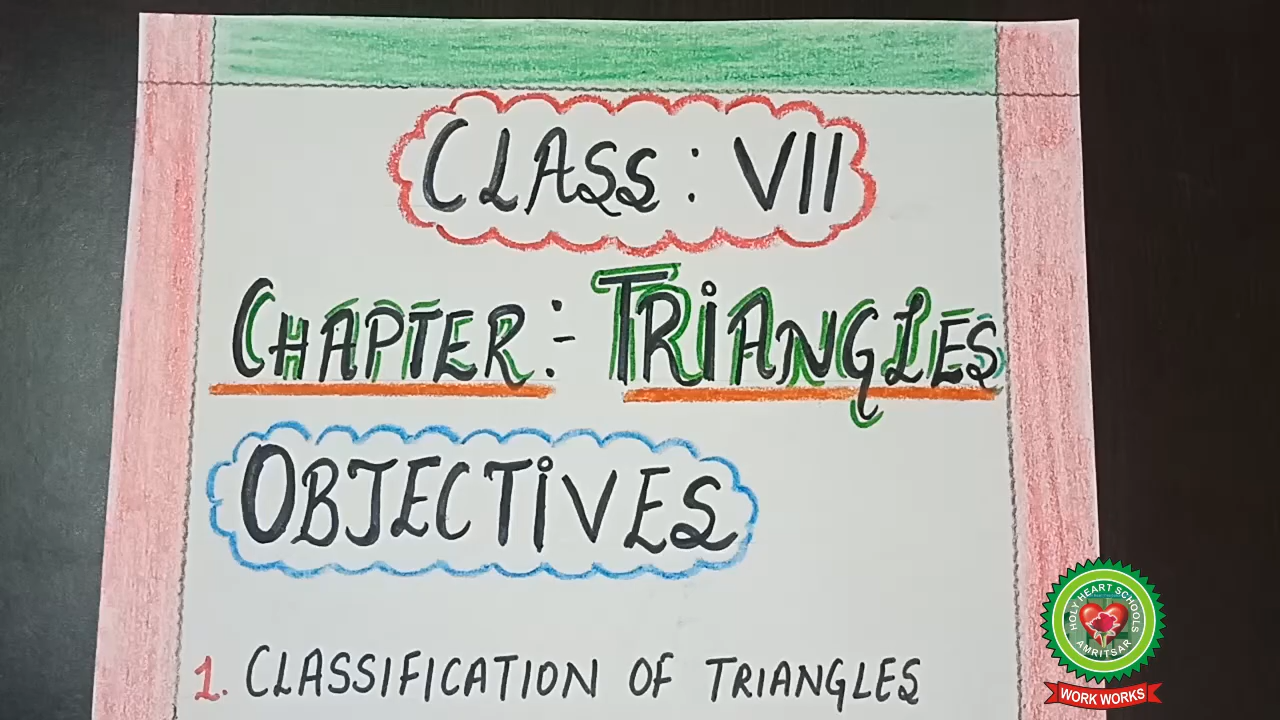 CLASS: VII
CHAPTER:- TRIANGLES
OBJECTIVES
1. CLASSIFICATION OF TRIANGLES
HOLY HEART SCHOOLS
AMRITSAR
WORK WORKS